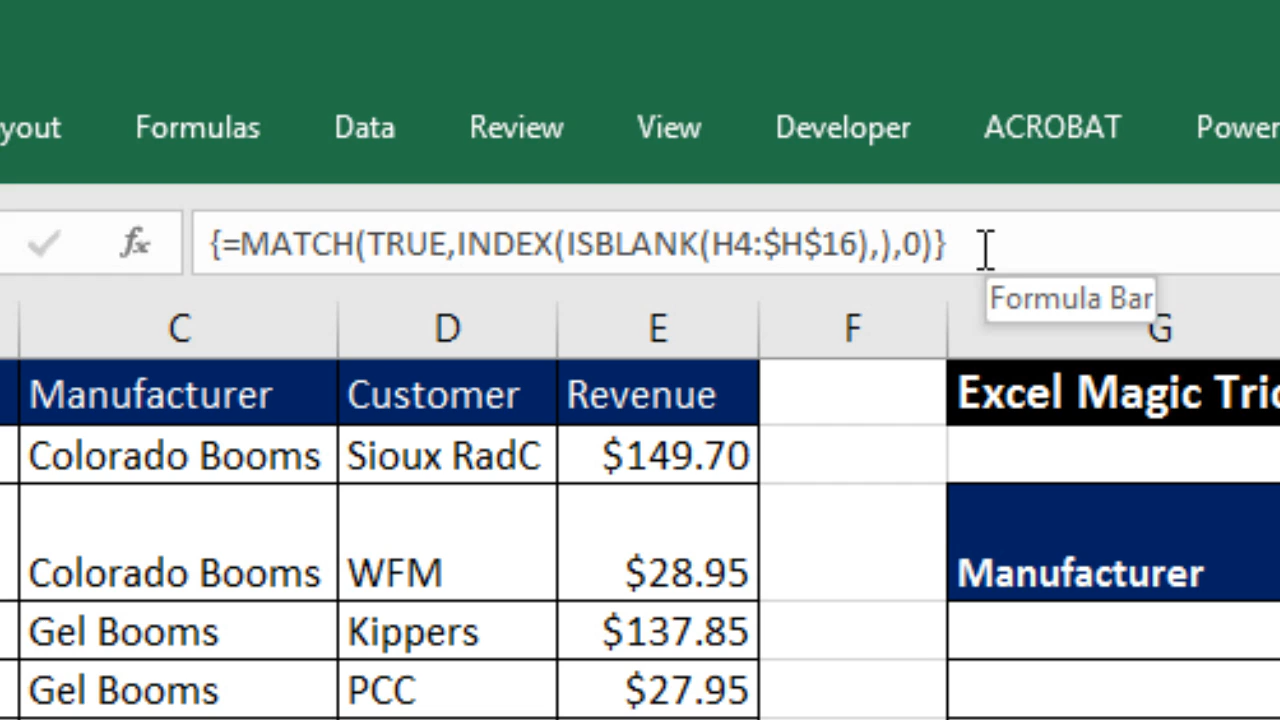 yout Formulas Data Review View Developer ACROBAT Power
fx {=MATCH(TRUE,INDEX(ISBLANK(H4:$H$16),),0)}
Formula Bar
C D E F G
Manufacturer Customer Revenue Excel Magic Tric
Colorado Booms Sioux RadC $149.70
Colorado Booms WFM $28.95 Manufacturer
Gel Booms Kippers $137.85
Gel Booms PCC $27.95